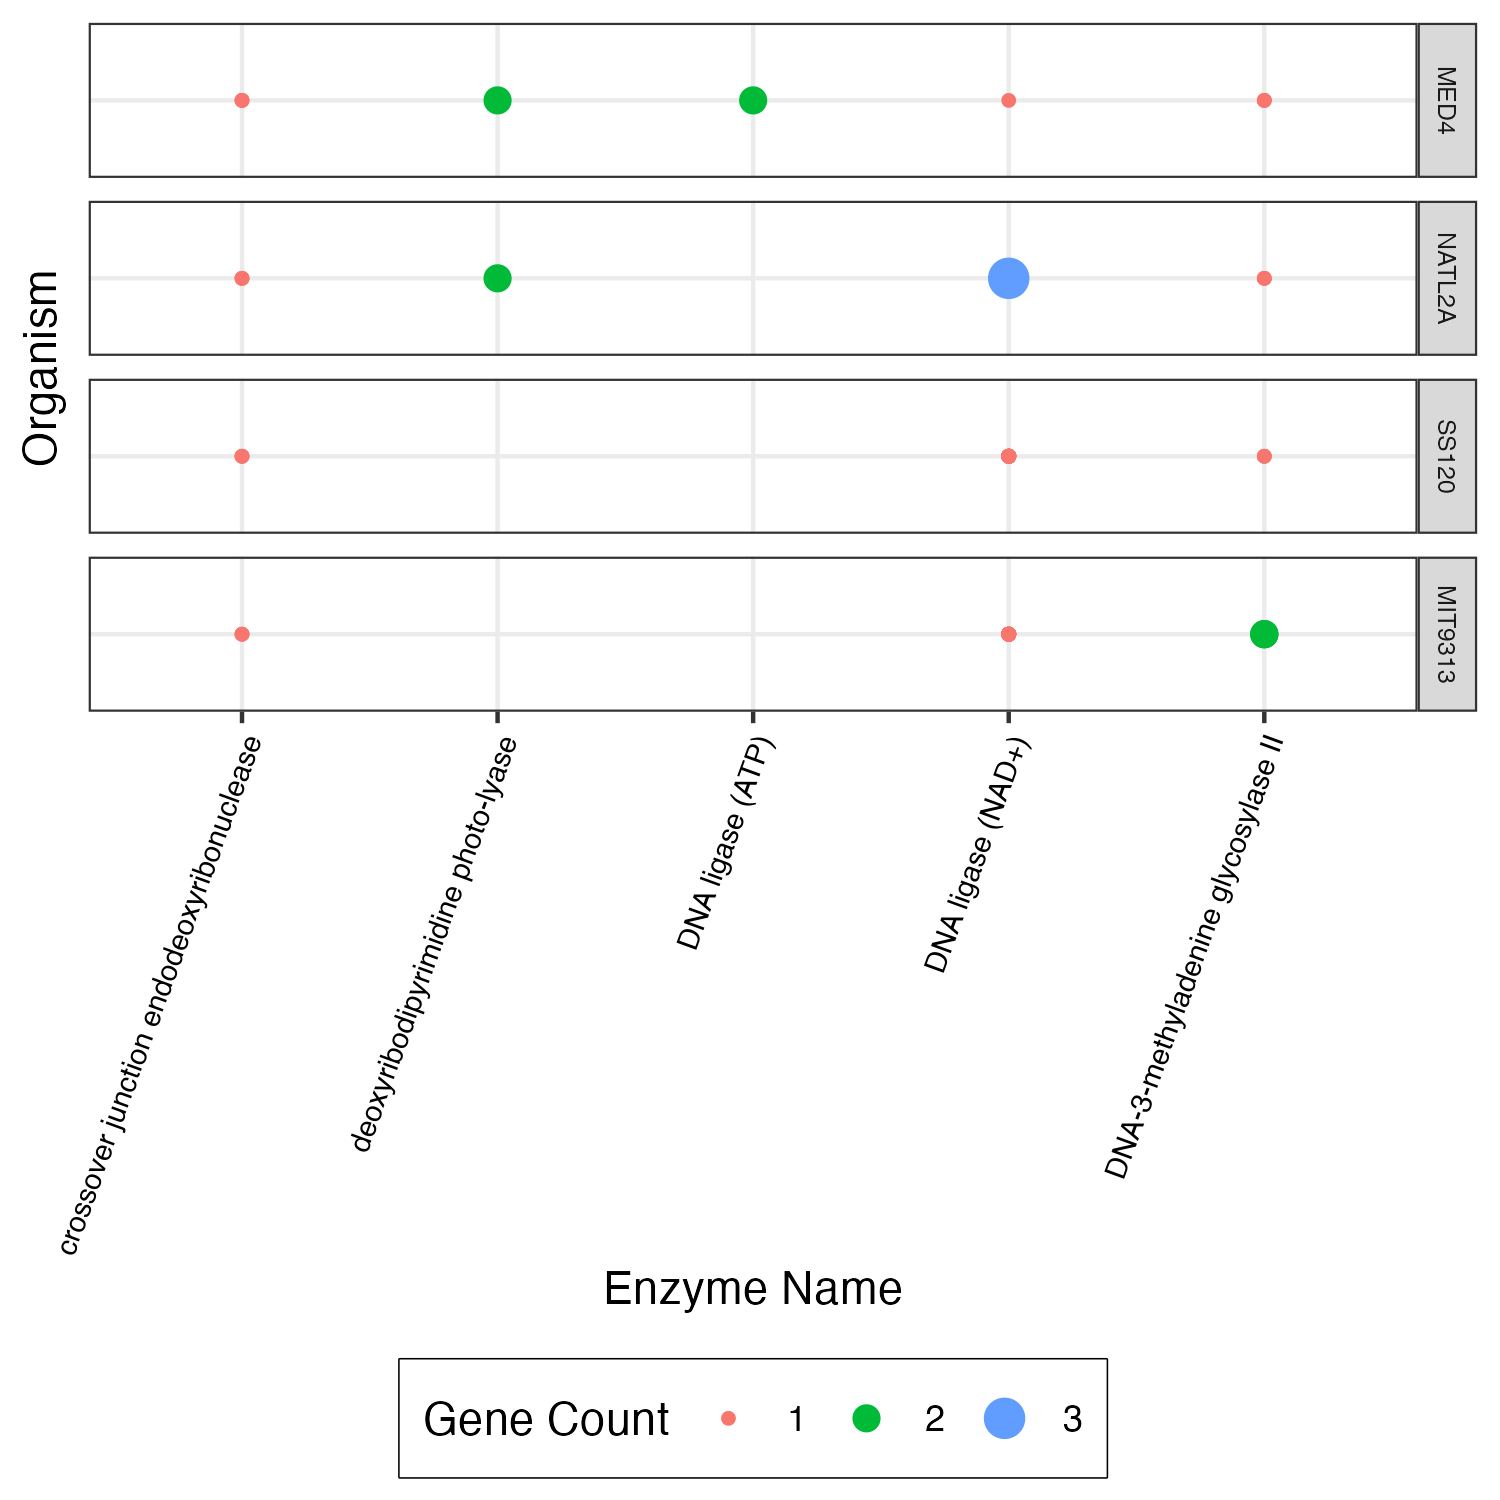 MED4
NATL2A
SS120
MIT9313
Organism
crossover junction endodeoxyribonuclease
deoxyribodipyrimidine photo-lyase
DNA ligase (ATP)
DNA ligase (NAD+)
DNA-3-methyladenine glycosylase II
Enzyme Name
Gene Count 1 2 3